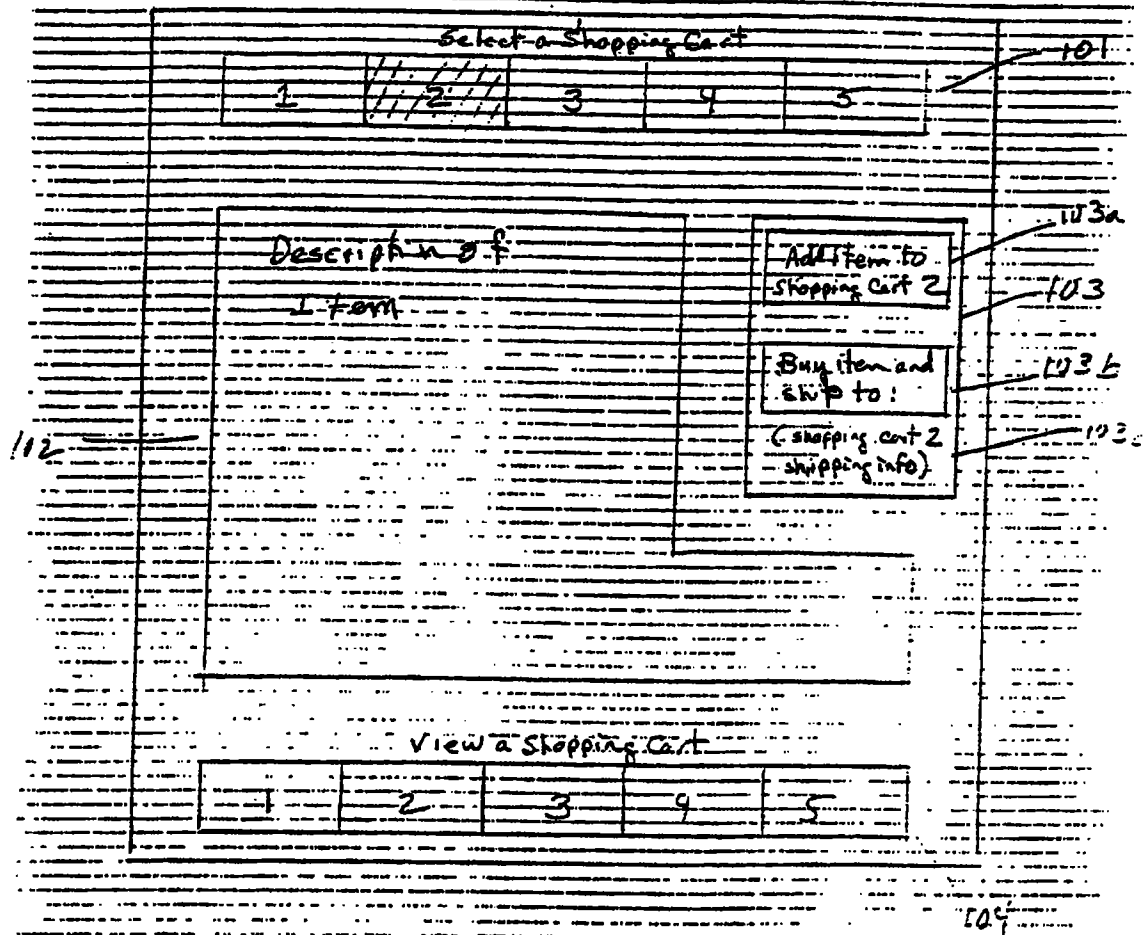 Select a Shopping Cart
101
1 2 3 4 5
103a
Description of
Item
Add item to
shopping cart 2
103
Buy item and
ship to:
103b
102
(shopping cart 2
shipping info)
View a Shopping Cart
1 2 3 4 5
104